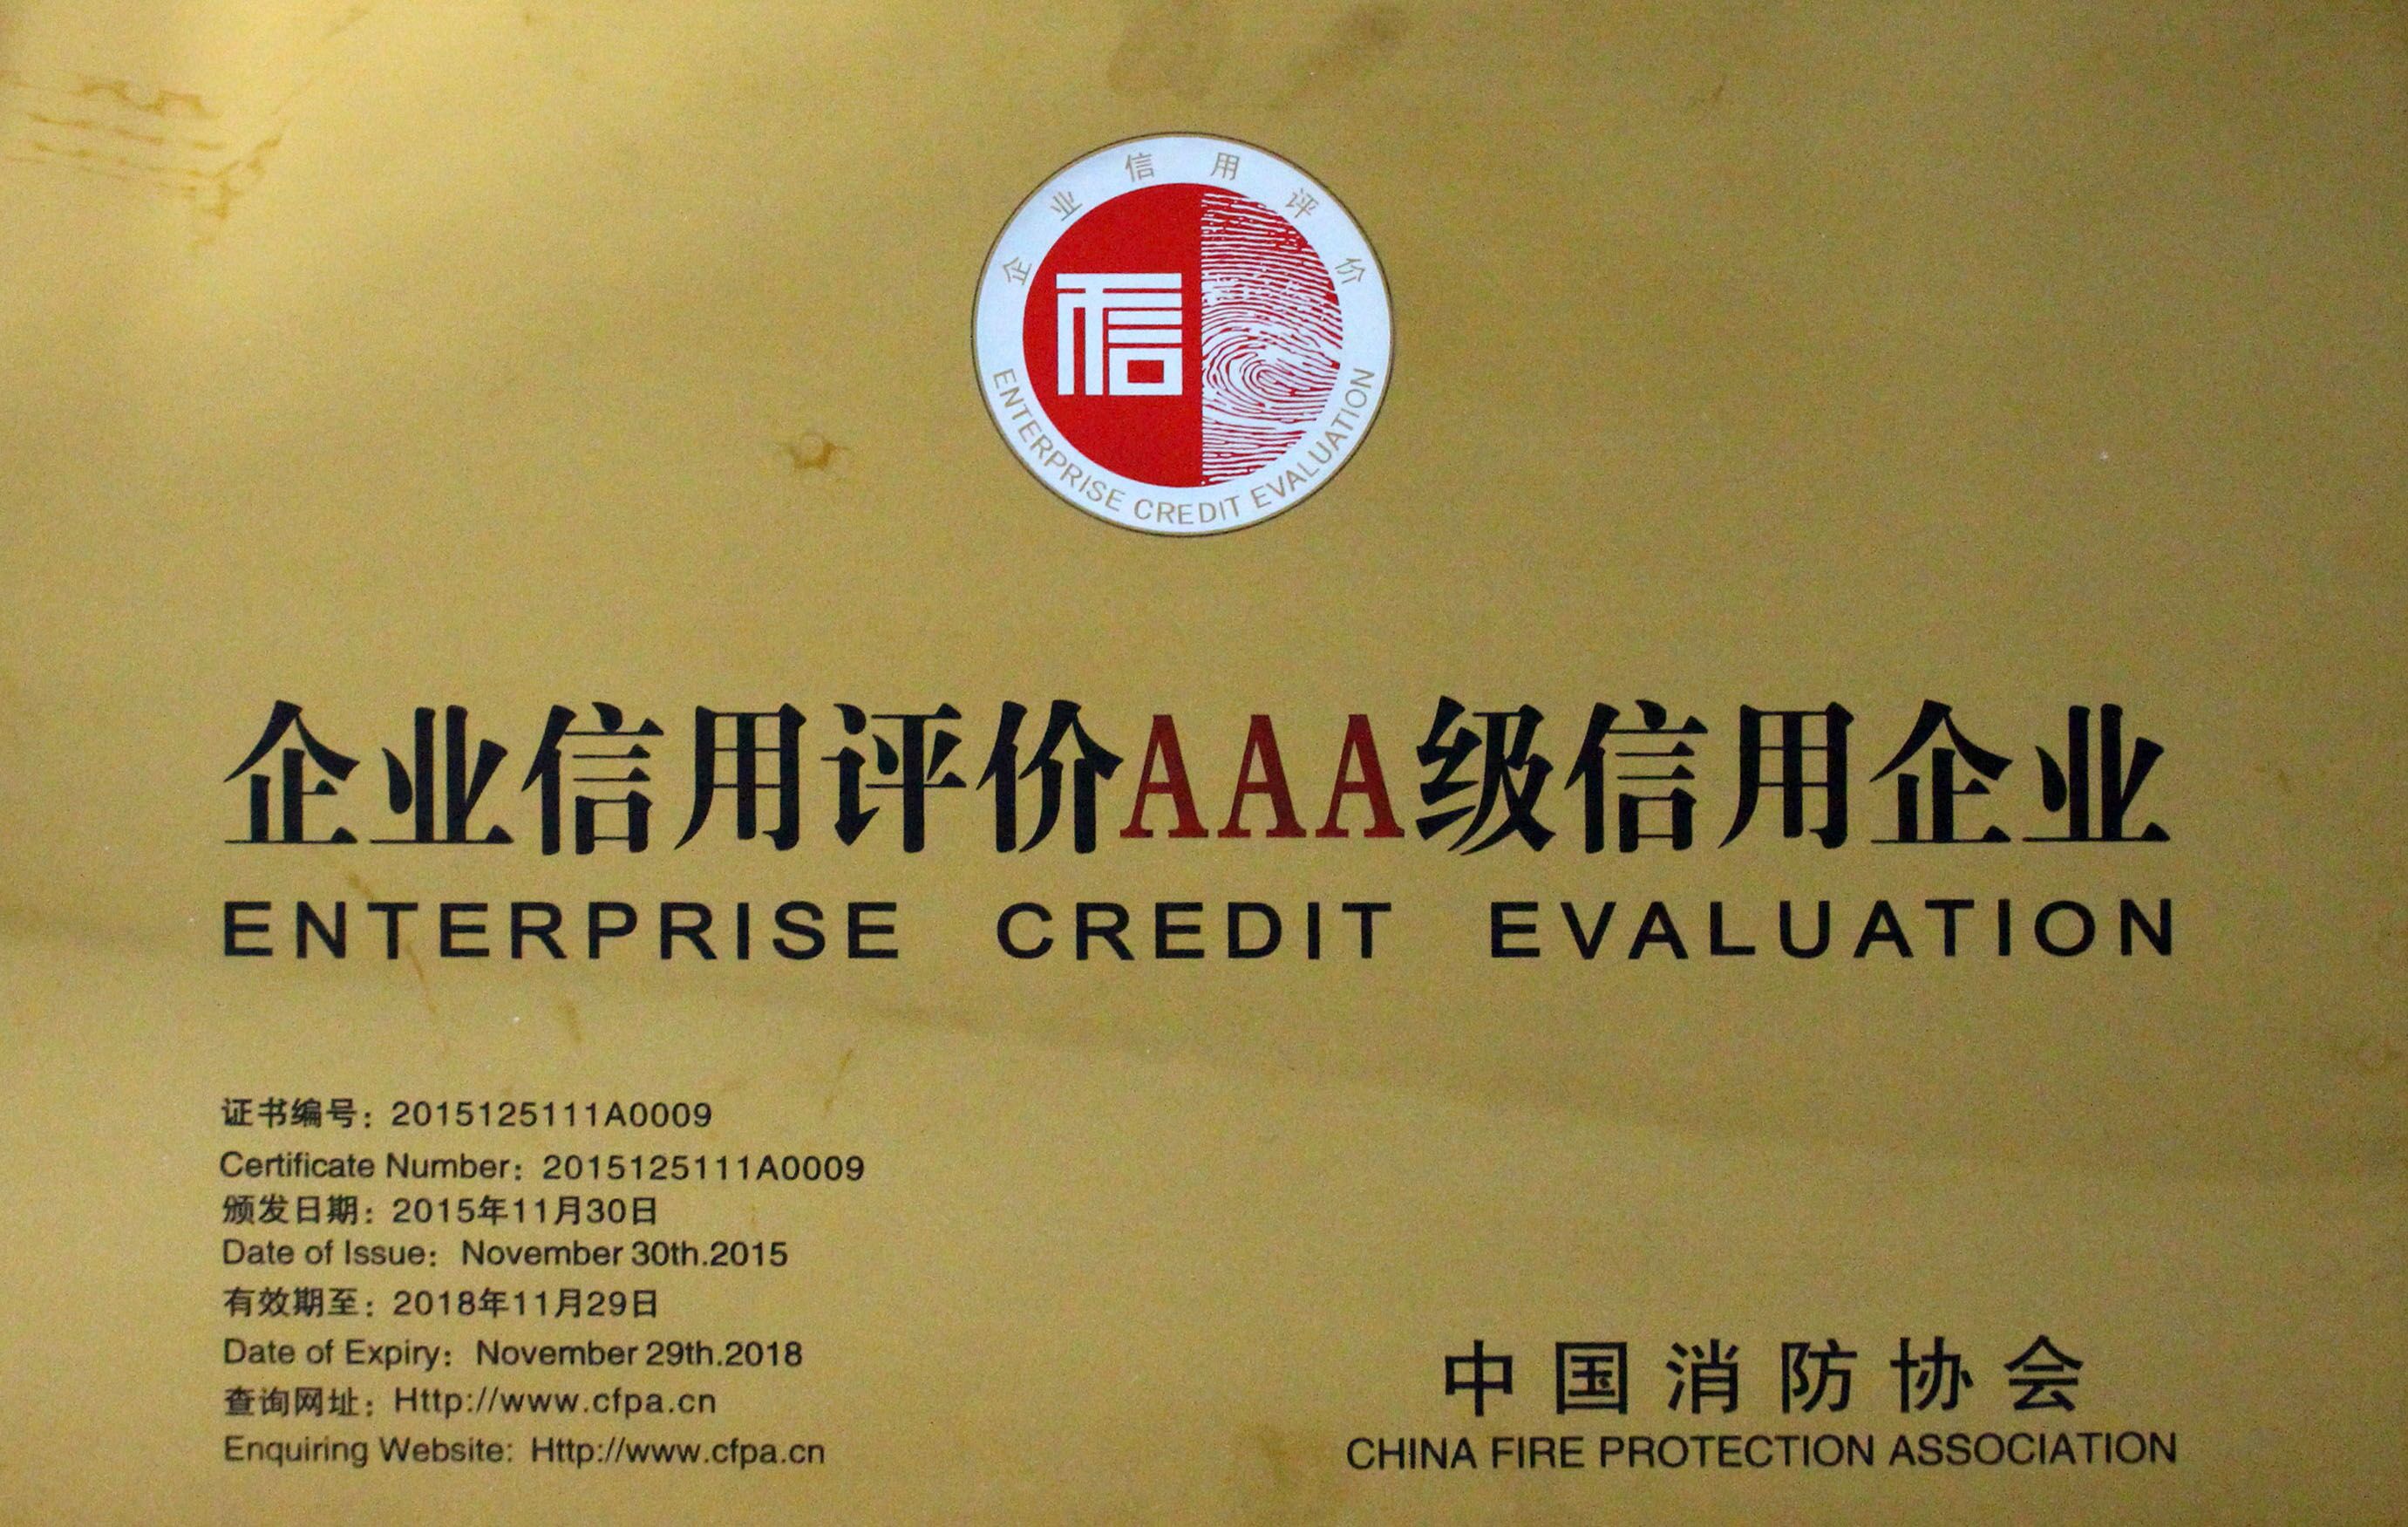 企业信用评价
信
ENTERPRISE CREDIT EVALUATION
企业信用评价AAA级信用企业
ENTERPRISE CREDIT EVALUATION
证书编号：2015125111A0009
Certificate Number：2015125111A0009
颁发日期：2015年11月30日
Date of Issue：November 30th.2015
有效期至：2018年11月29日
Date of Expiry：November 29th.2018
查询网址：Http://www.cfpa.cn
Enquiring Website: Http://www.cfpa.cn
中国消防协会
CHINA FIRE PROTECTION ASSOCIATION